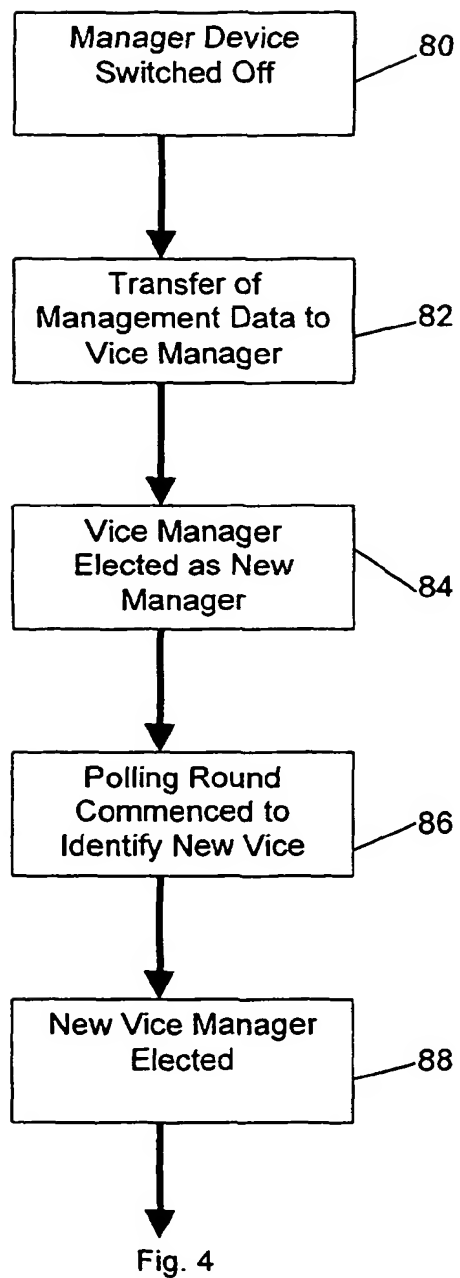 Manager Device
Switched Off
80
Transfer of
Management Data to
Vice Manager
82
Vice Manager
Elected as New
Manager
84
Polling Round
Commenced to
Identify New Vice
86
New Vice Manager
Elected
88
Fig. 4